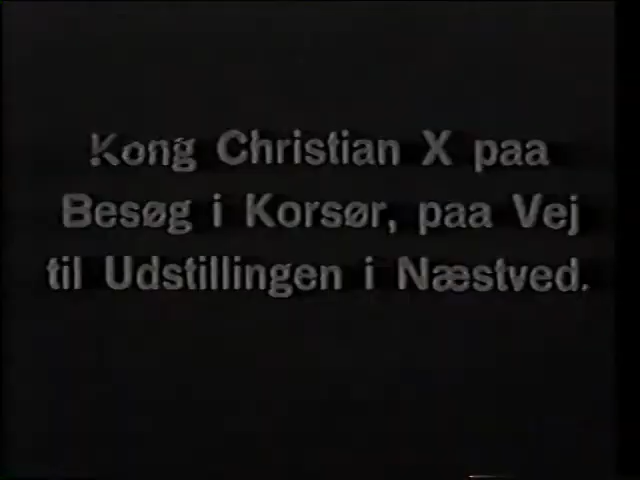 Kong Christian X paa
Besøg i Korsør, paa Vej
til Udstillingen i Næstved.